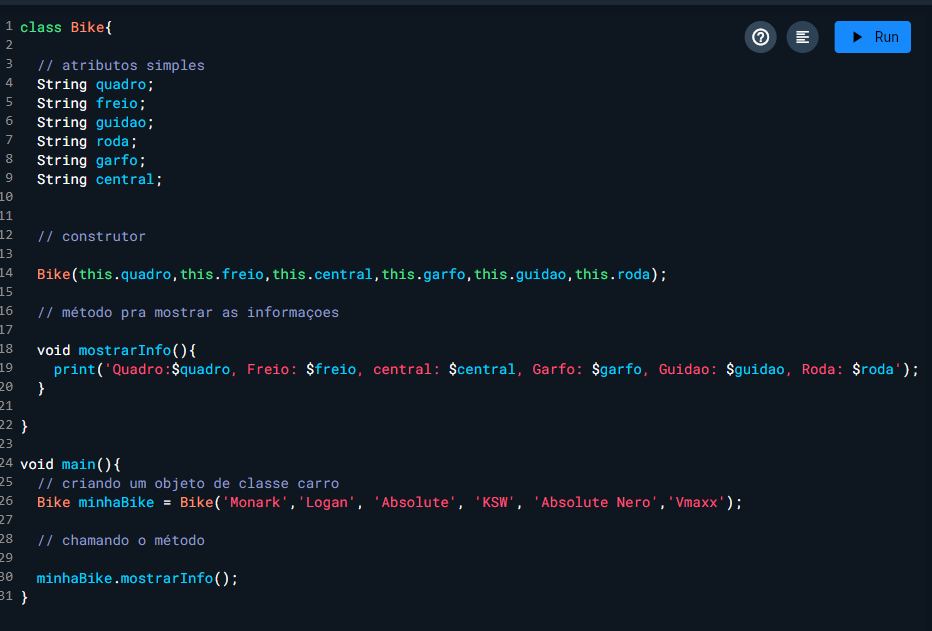 Run
1 class Bike{
2
3 // atributos simples
4 String quadro;
5 String freio;
6 String guidao;
7 String roda;
8 String garfo;
9 String central;
10
11
12 // construtor
13
14 Bike(this.quadro,this.freio,this.central,this.garfo,this.guidao,this.roda);
15
16 // método pra mostrar as informaçoes
17
18 void mostrarInfo(){
19 print('Quadro:$quadro, Freio: $freio, central: $central, Garfo: $garfo, Guidao: $guidao, Roda: $roda');
20 }
21
22 }
23
24 void main(){
25 // criando um objeto de classe carro
26 Bike minhaBike = Bike('Monark','Logan', 'Absolute', 'KSW', 'Absolute Nero','Vmaxx');
27
28 // chamando o método
29
30 minhaBike.mostrarInfo();
31 }